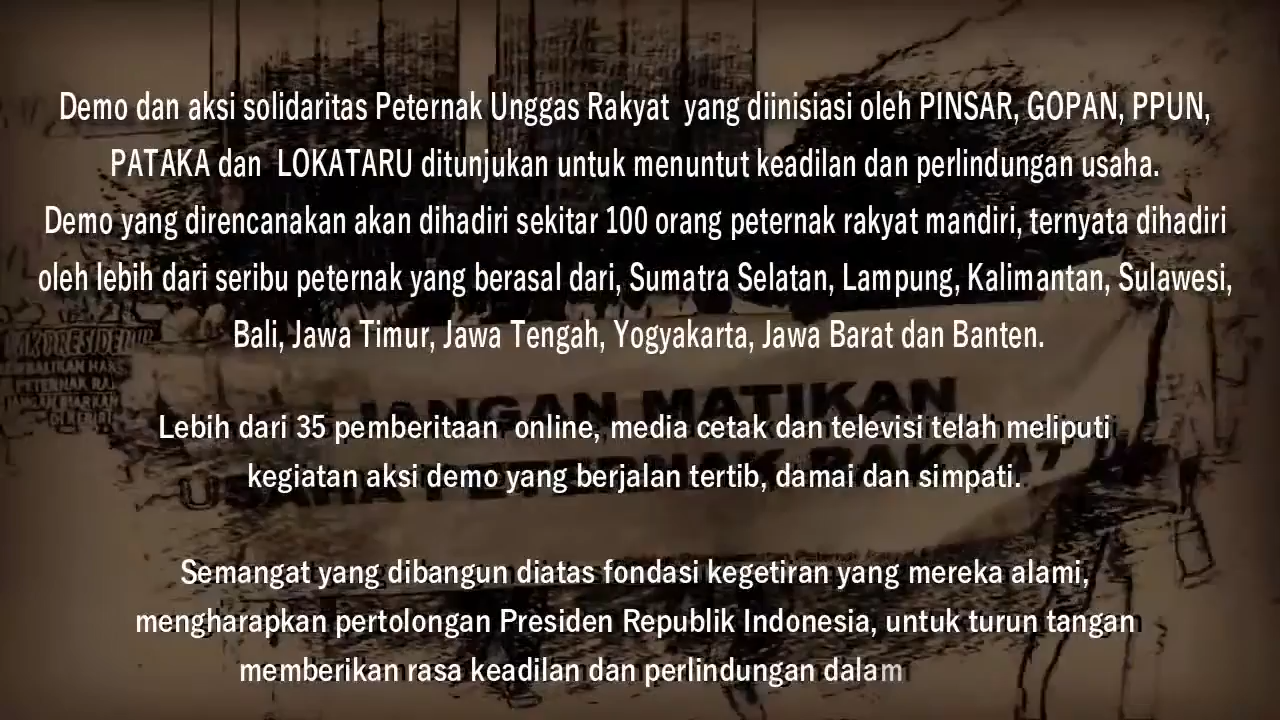 Demo dan aksi solidaritas Peternak Unggas Rakyat yang diinisiasi oleh PINSAR, GOPAN, PPUN,
PATAKA dan LOKATARU ditunjukan untuk menuntut keadilan dan perlindungan usaha.
Demo yang direncanakan akan dihadiri sekitar 100 orang peternak rakyat mandiri, ternyata dihadiri
oleh lebih dari seribu peternak yang berasal dari, Sumatra Selatan, Lampung, Kalimantan, Sulawesi,
Bali, Jawa Timur, Jawa Tengah, Yogyakarta, Jawa Barat dan Banten.
Lebih dari 35 pemberitaan online, media cetak dan televisi telah meliputi
kegiatan aksi demo yang berjalan tertib, damai dan simpati.
Semangat yang dibangun diatas fondasi kegetiran yang mereka alami,
mengharapkan pertolongan Presiden Republik Indonesia, untuk turun tangan
memberikan rasa keadilan dan perlindungan dalam
JANGAN MATIKAN
USAHA PETERNAK RAKYAT